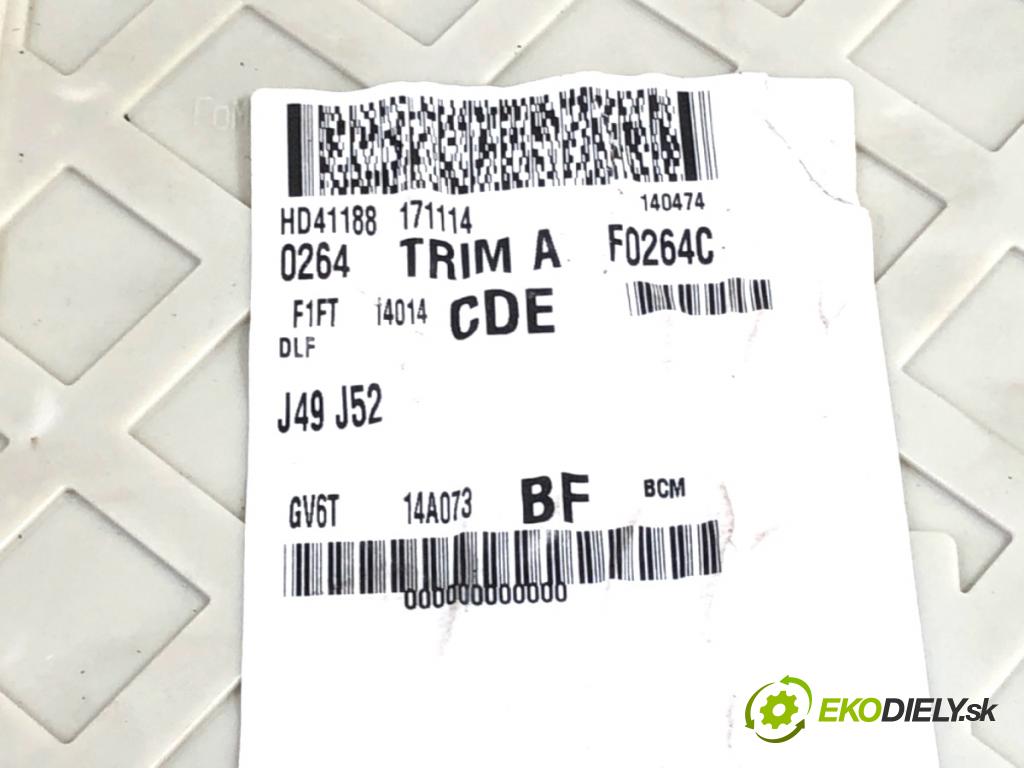 HD41188 171114 140474
0264 TRIM A F0264C
F1FT 14014 CDE
DLF
J49 J52
GV6T 14A073 BF BCM
000000000000
EKODIELY.sk